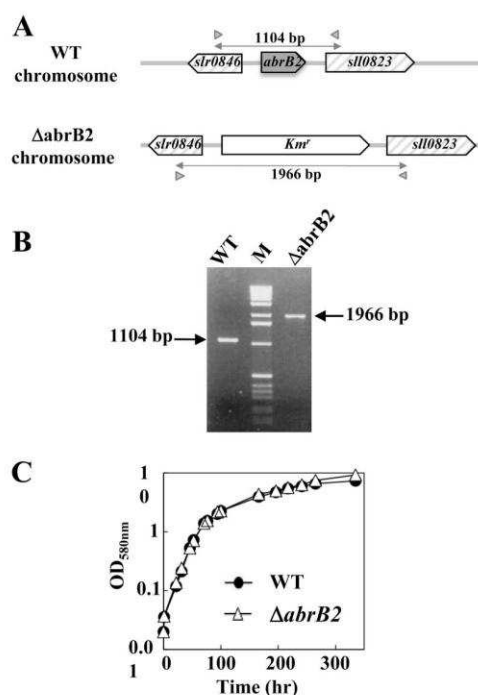 A
1104 bp
WT
chromosome
slr0846
abrB2
sll0823
ΔabrB2
chromosome
slr0846
Kmʳ
sll0823
1966 bp
B
WT
M
ΔabrB2
1104 bp
1966 bp
C
1
0
1
0.1
0.0
1
OD580nm
WT
ΔabrB2
0 100 200 300
Time (hr)